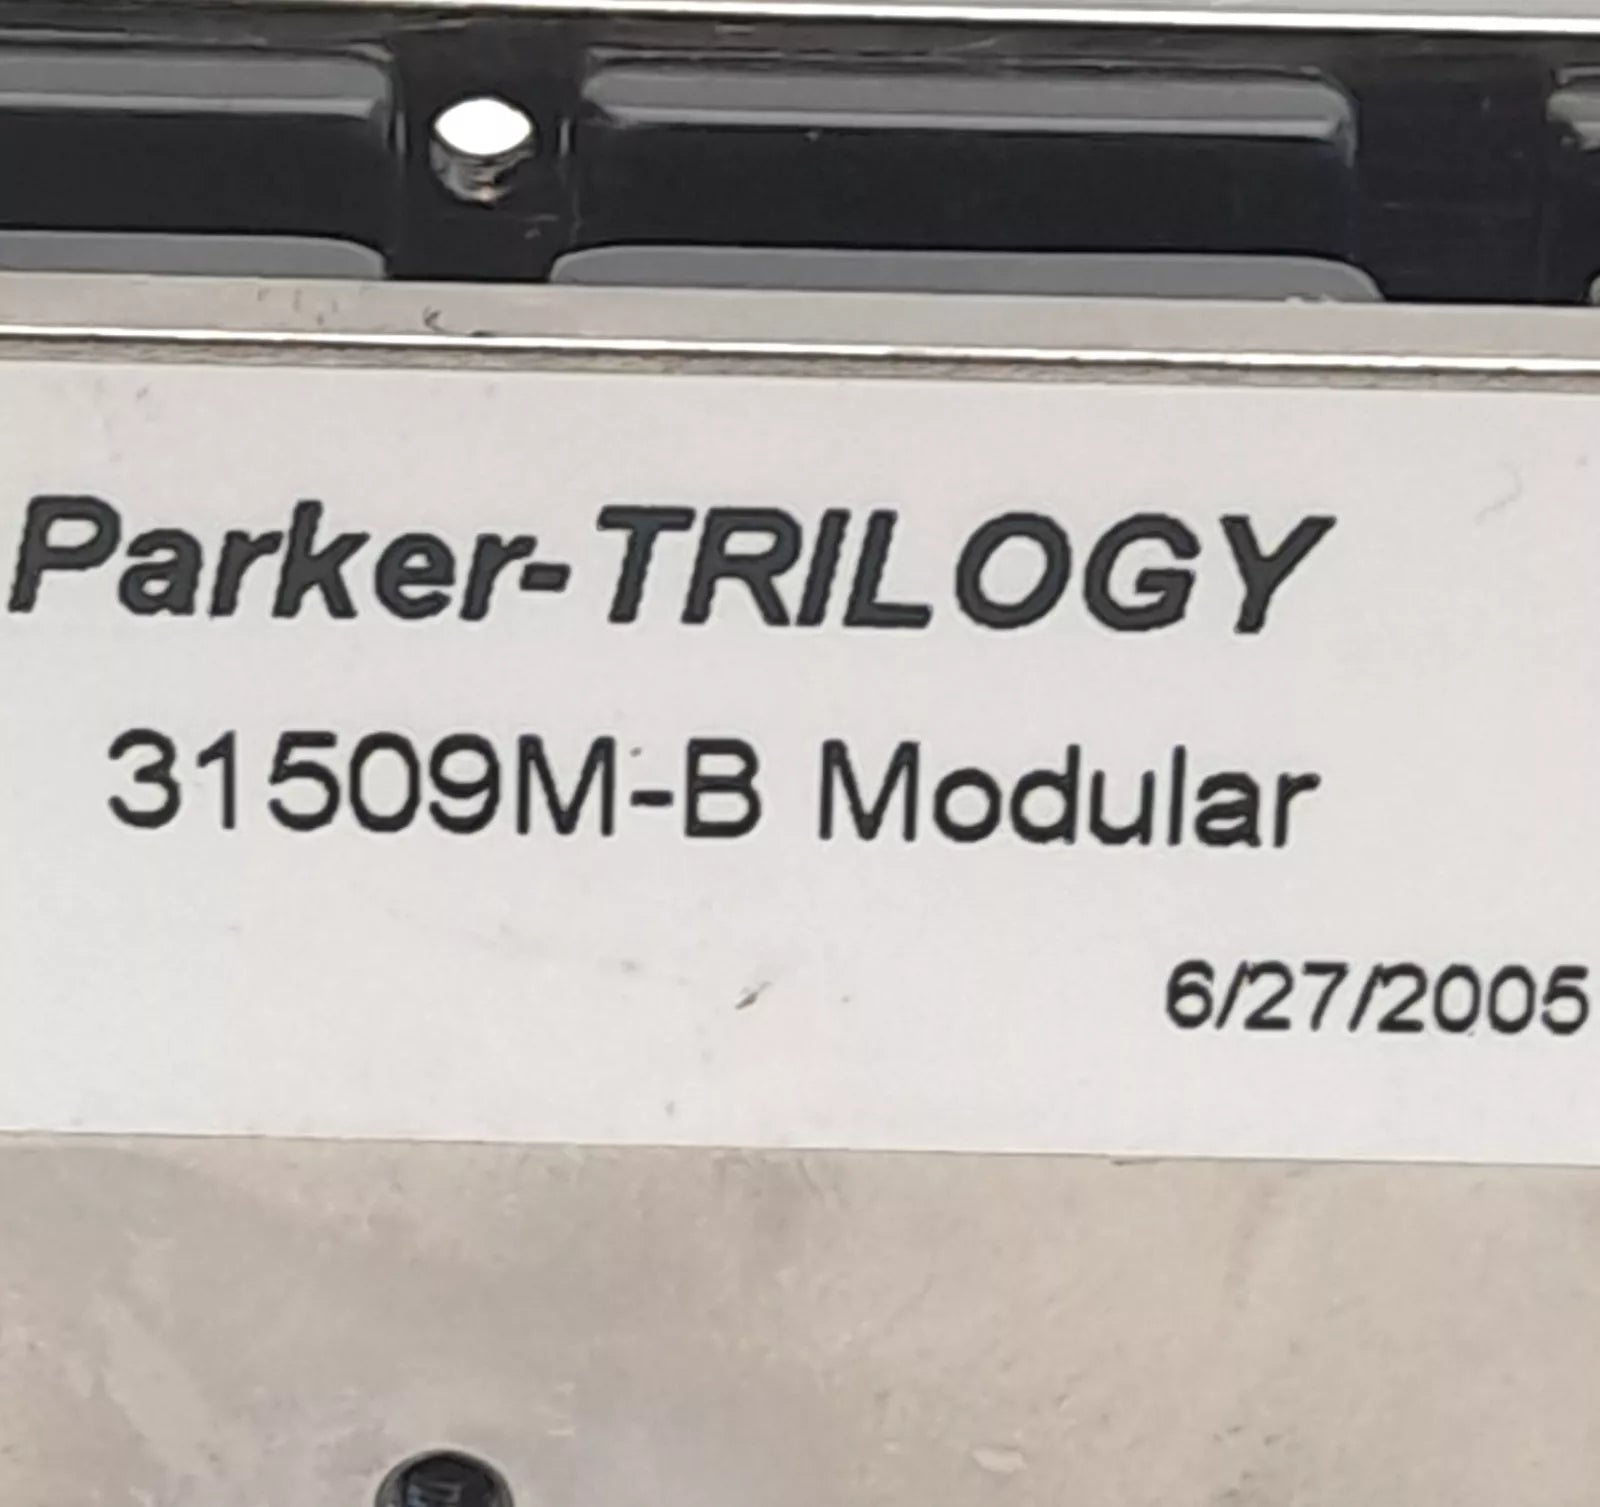 Parker-TRILOGY
31509M-B Modular
6/27/2005